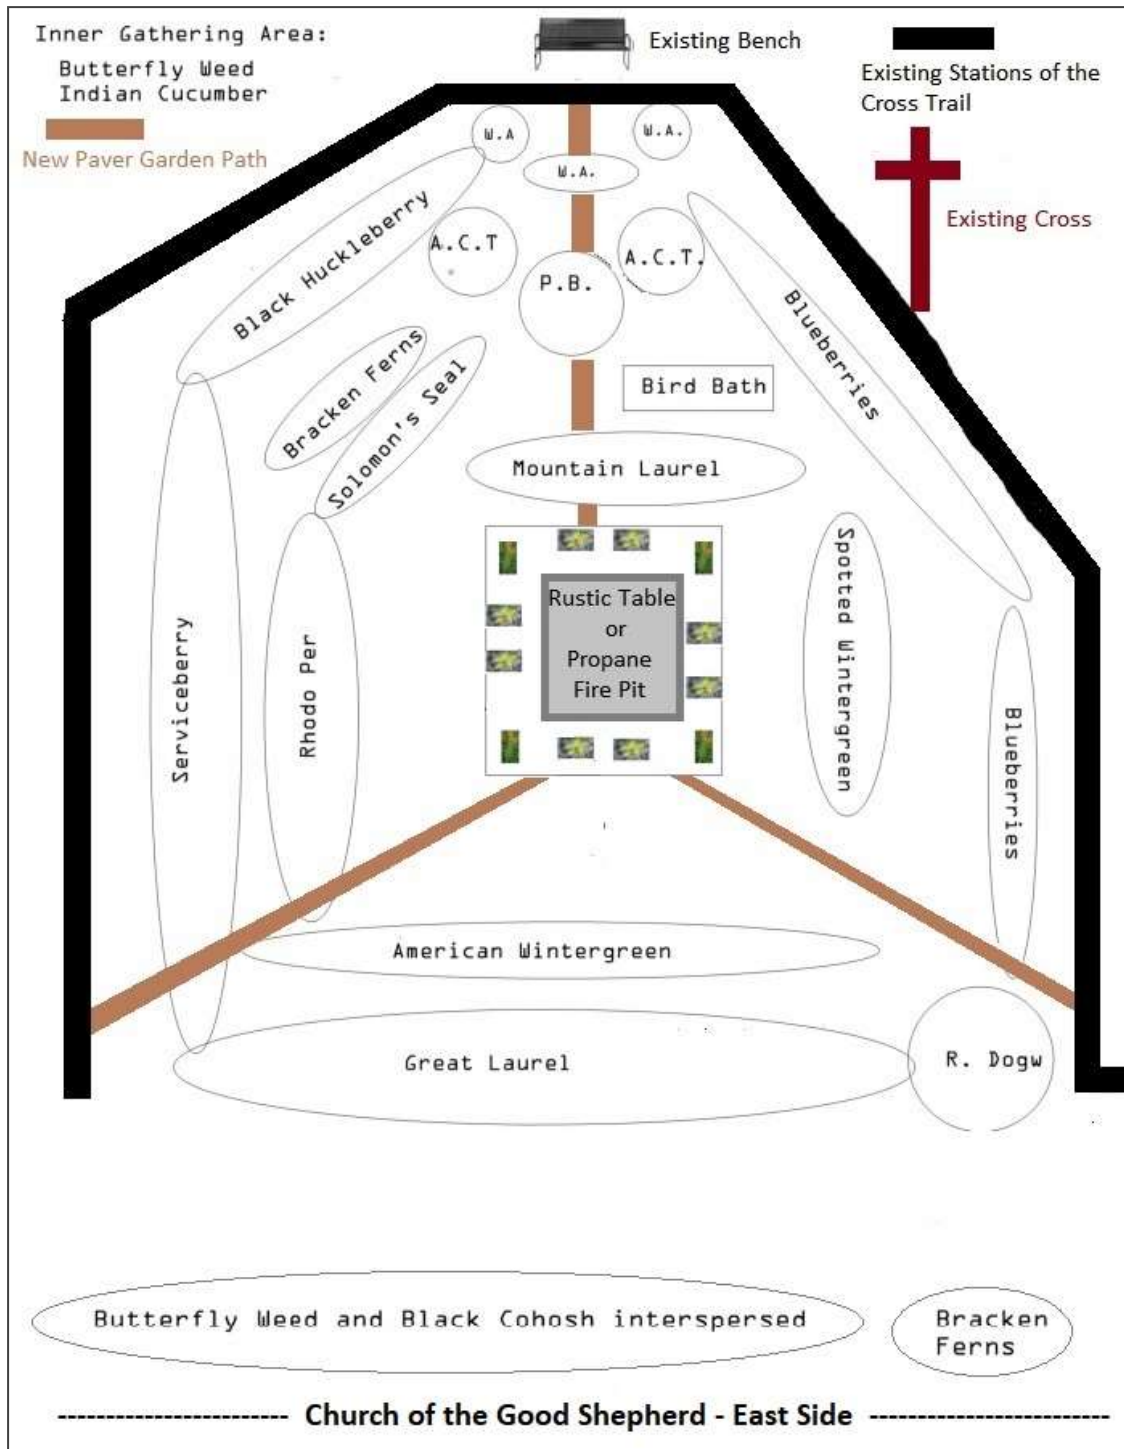 Inner Gathering Area:
Butterfly Weed
Indian Cucumber
New Paver Garden Path
Existing Bench
Existing Stations of the
Cross Trail
Existing Cross
W.A
W.A.
W.A.
Black Huckleberry
A.C.T
A.C.T.
P.B.
Blueberries
Bracken Ferns
Solomon's Seal
Bird Bath
Mountain Laurel
Serviceberry
Rhodo Per
Rustic Table
or
Propane
Fire Pit
Spotted Wintergreen
Blueberries
American Wintergreen
Great Laurel
R. Dogw
Butterfly Weed and Black Cohosh interspersed
Bracken
Ferns
----------------------- Church of the Good Shepherd - East Side ------------------------